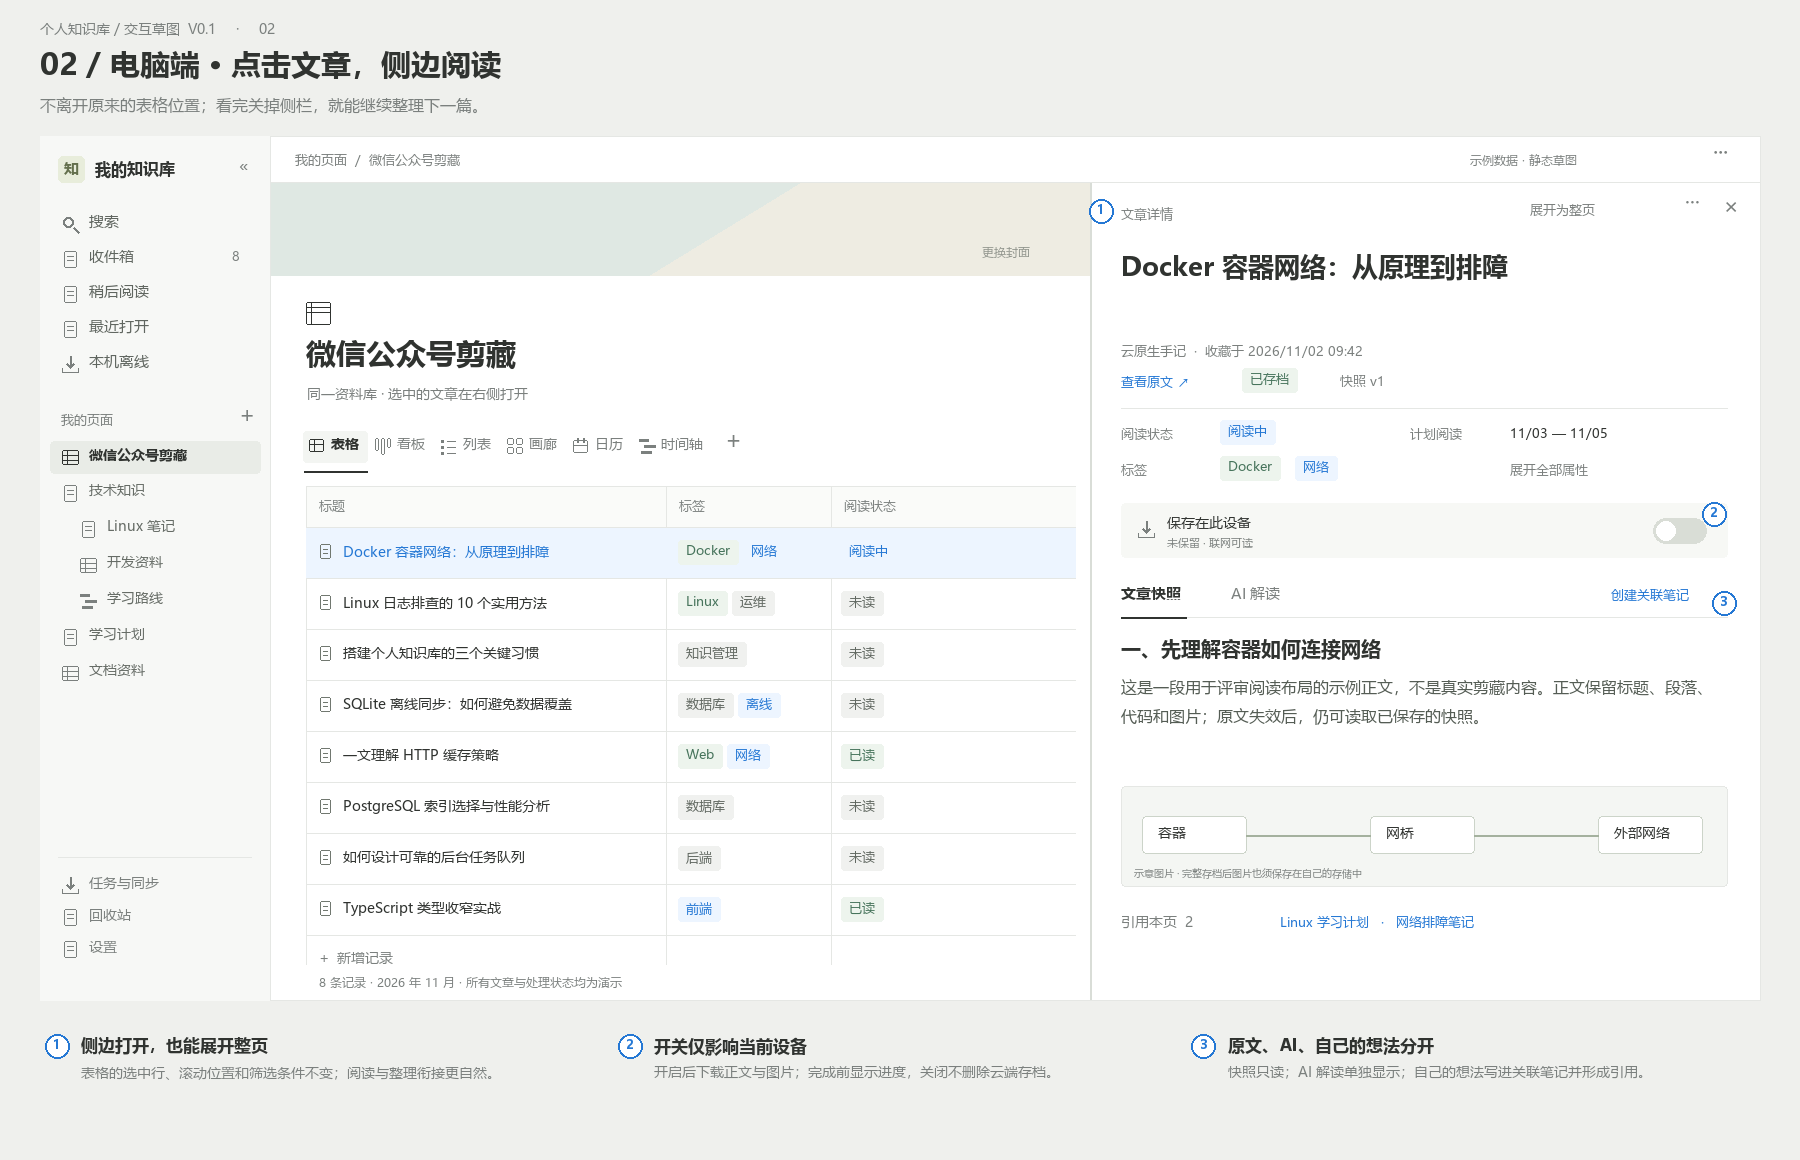 个人知识库 / 交互草图 V0.1 · 02
02 / 电脑端 • 点击文章，侧边阅读
不离开原来的表格位置；看完关掉侧栏，就能继续整理下一篇。
知 我的知识库 «
搜索
收件箱 8
稍后阅读
最近打开
本机离线
我的页面 +
微信公众号剪藏
技术知识
Linux 笔记
开发资料
学习路线
学习计划
文档资料
任务与同步
回收站
设置
我的页面 / 微信公众号剪藏
示例数据 · 静态草图 ···
更换封面
微信公众号剪藏
同一资料库 · 选中的文章在右侧打开
表格 看板 列表 画廊 日历 时间轴 +
标题 标签 阅读状态
Docker 容器网络：从原理到排障 Docker 网络 阅读中
Linux 日志排查的 10 个实用方法 Linux 运维 未读
搭建个人知识库的三个关键习惯 知识管理 未读
SQLite 离线同步：如何避免数据覆盖 数据库 离线 未读
一文理解 HTTP 缓存策略 Web 网络 已读
PostgreSQL 索引选择与性能分析 数据库 未读
如何设计可靠的后台任务队列 后端 未读
TypeScript 类型收窄实战 前端 已读
+ 新增记录
8 条记录 · 2026 年 11 月 · 所有文章与处理状态均为演示
1 文章详情 展开为整页 ··· ×
Docker 容器网络：从原理到排障
云原生手记 · 收藏于 2026/11/02 09:42
查看原文 ↗ 已存档 快照 v1
阅读状态 阅读中 计划阅读 11/03 — 11/05
标签 Docker 网络 展开全部属性
保存在此设备 2
未保留 · 联网可读
文章快照 AI 解读 创建关联笔记 3
一、先理解容器如何连接网络
这是一段用于评审阅读布局的示例正文，不是真实剪藏内容。正文保留标题、段落、
代码和图片；原文失效后，仍可读取已保存的快照。
容器 网桥 外部网络
示意图片 · 完整存档后图片也须保存在自己的存储中
引用本页 2 Linux 学习计划 · 网络排障笔记
1 侧边打开，也能展开整页
表格的选中行、滚动位置和筛选条件不变；阅读与整理衔接更自然。
2 开关仅影响当前设备
开启后下载正文与图片；完成前显示进度，关闭不删除云端存档。
3 原文、AI、自己的想法分开
快照只读；AI 解读单独显示；自己的想法写进关联笔记并形成引用。